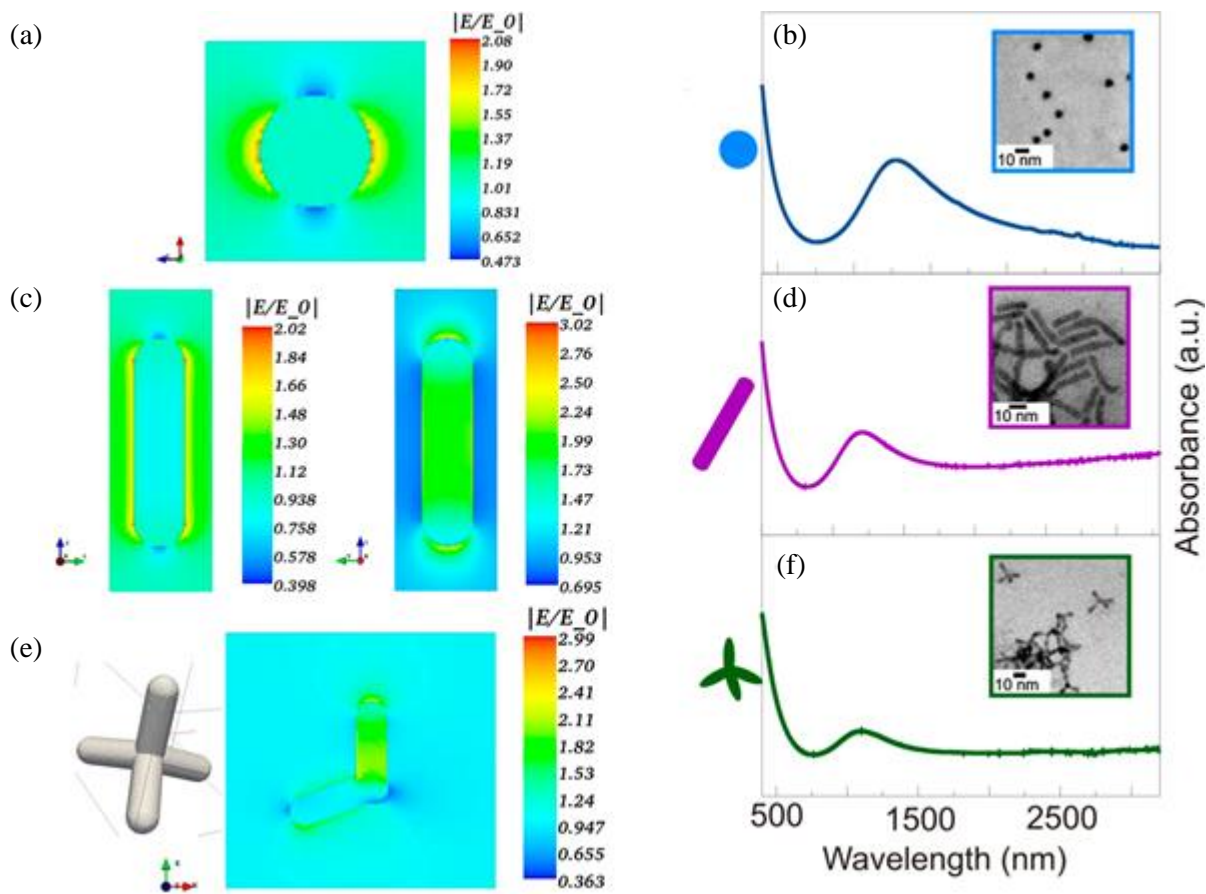 (a)
|E/E_0|
2.08
1.90
1.72
1.55
1.37
1.19
1.01
0.831
0.652
0.473
(b)
10 nm
(c)
|E/E_0|
2.02
1.84
1.66
1.48
1.30
1.12
0.938
0.758
0.578
0.398
|E/E_0|
3.02
2.76
2.50
2.24
1.99
1.73
1.47
1.21
0.953
0.695
(d)
10 nm
(e)
|E/E_0|
2.99
2.70
2.41
2.11
1.82
1.53
1.24
0.947
0.655
0.363
(f)
10 nm
500 1500 2500
Wavelength (nm)
Absorbance (a.u.)